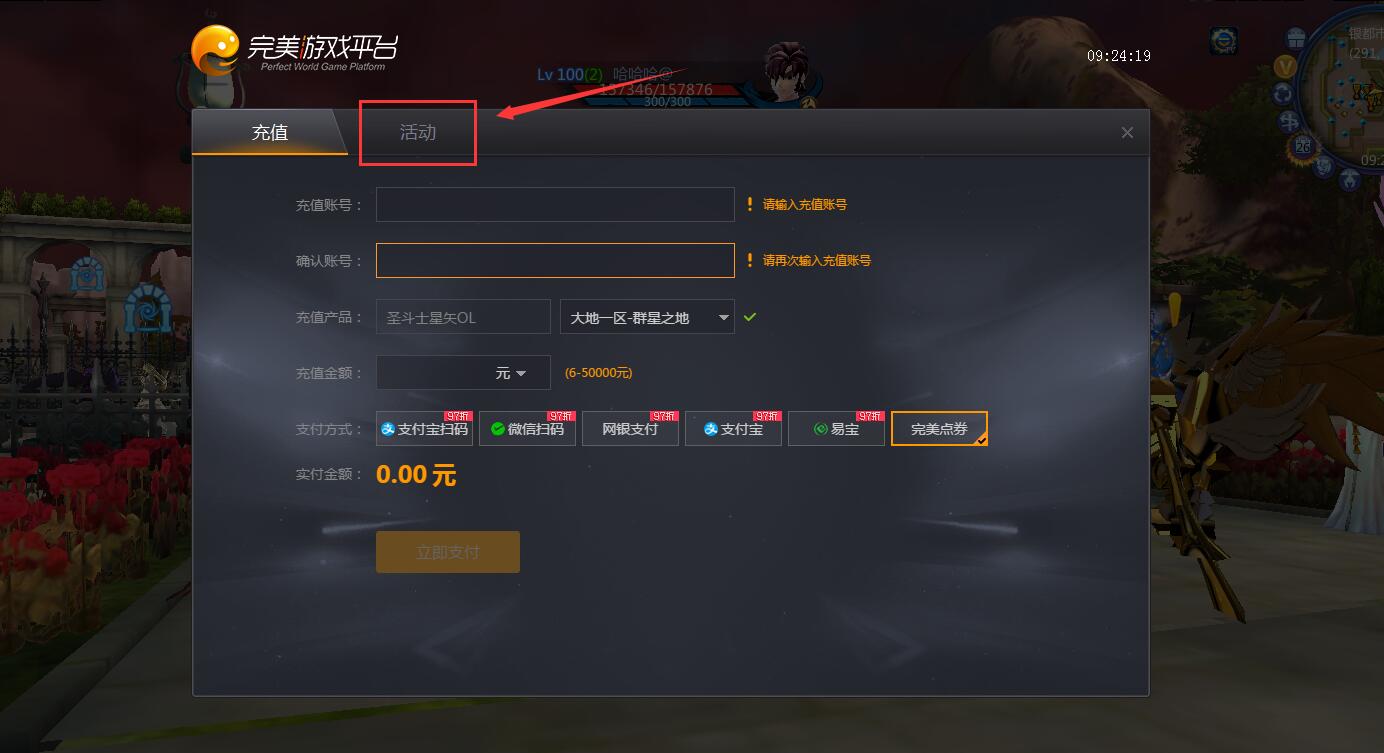 完美游戏平台
Perfect World Game Platform
09:24:19
银都市
(291,
Lv 100(2) 哈哈哈@
157346/157876
300/300
V
26
09:2
充值
活动
×
充值账号：
! 请输入充值账号
确认账号：
! 请再次输入充值账号
充值产品：
圣斗士星矢OL
大地一区-群星之地
充值金额：
元
(6-50000元)
支付方式：
支付宝扫码 97折
微信扫码 97折
网银支付 97折
支付宝 97折
易宝 97折
完美点券
实付金额：
0.00 元
立即支付